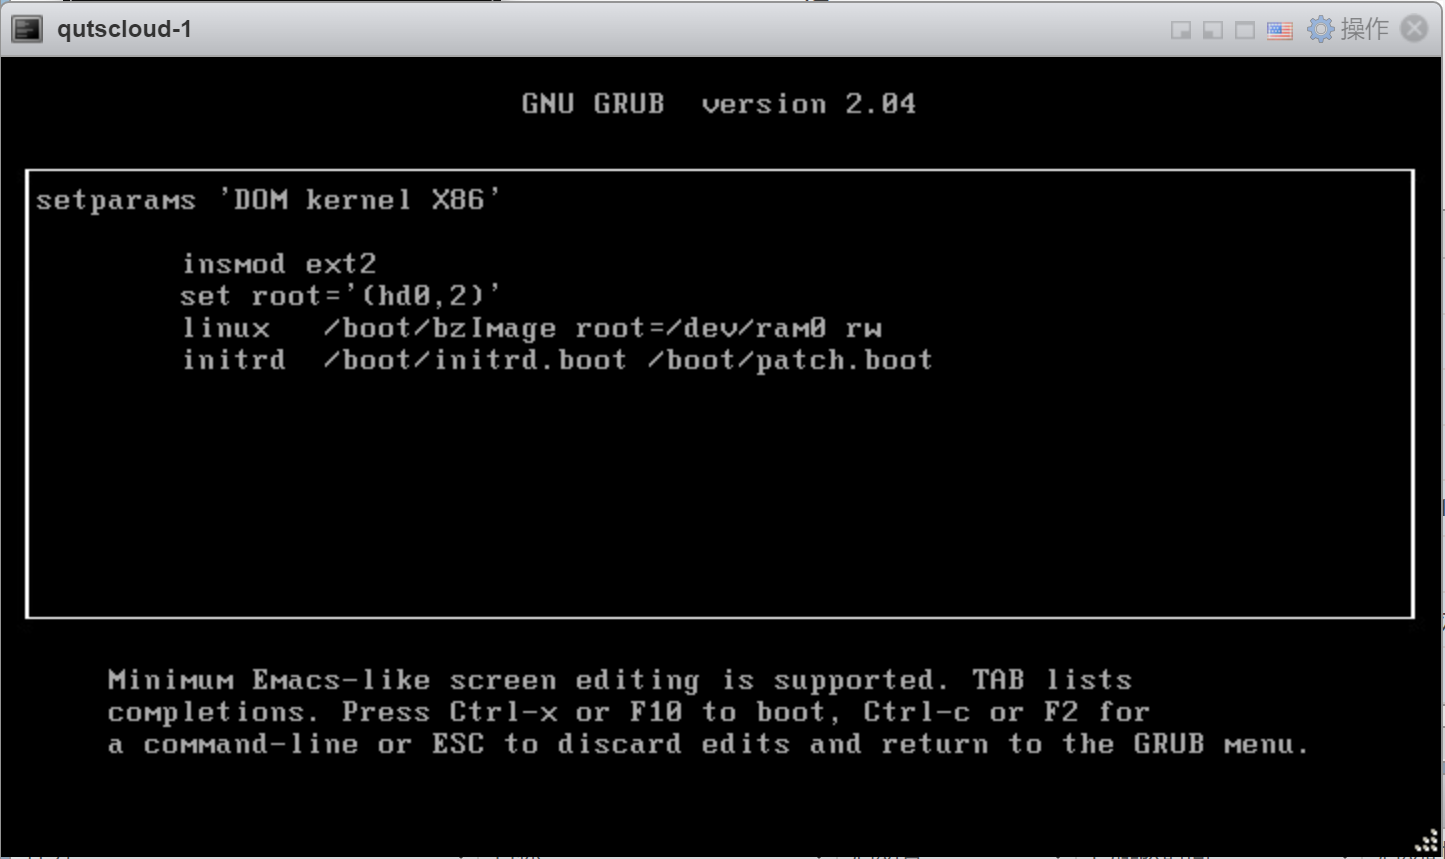 qutscloud-1
操作
GNU GRUB version 2.04
setparams 'DOM kernel X86'
insmod ext2
set root='(hd0,2)'
linux /boot/bzImage root=/dev/ram0 rw
initrd /boot/initrd.boot /boot/patch.boot
Minimum Emacs-like screen editing is supported. TAB lists
completions. Press Ctrl-x or F10 to boot, Ctrl-c or F2 for
a command-line or ESC to discard edits and return to the GRUB menu.